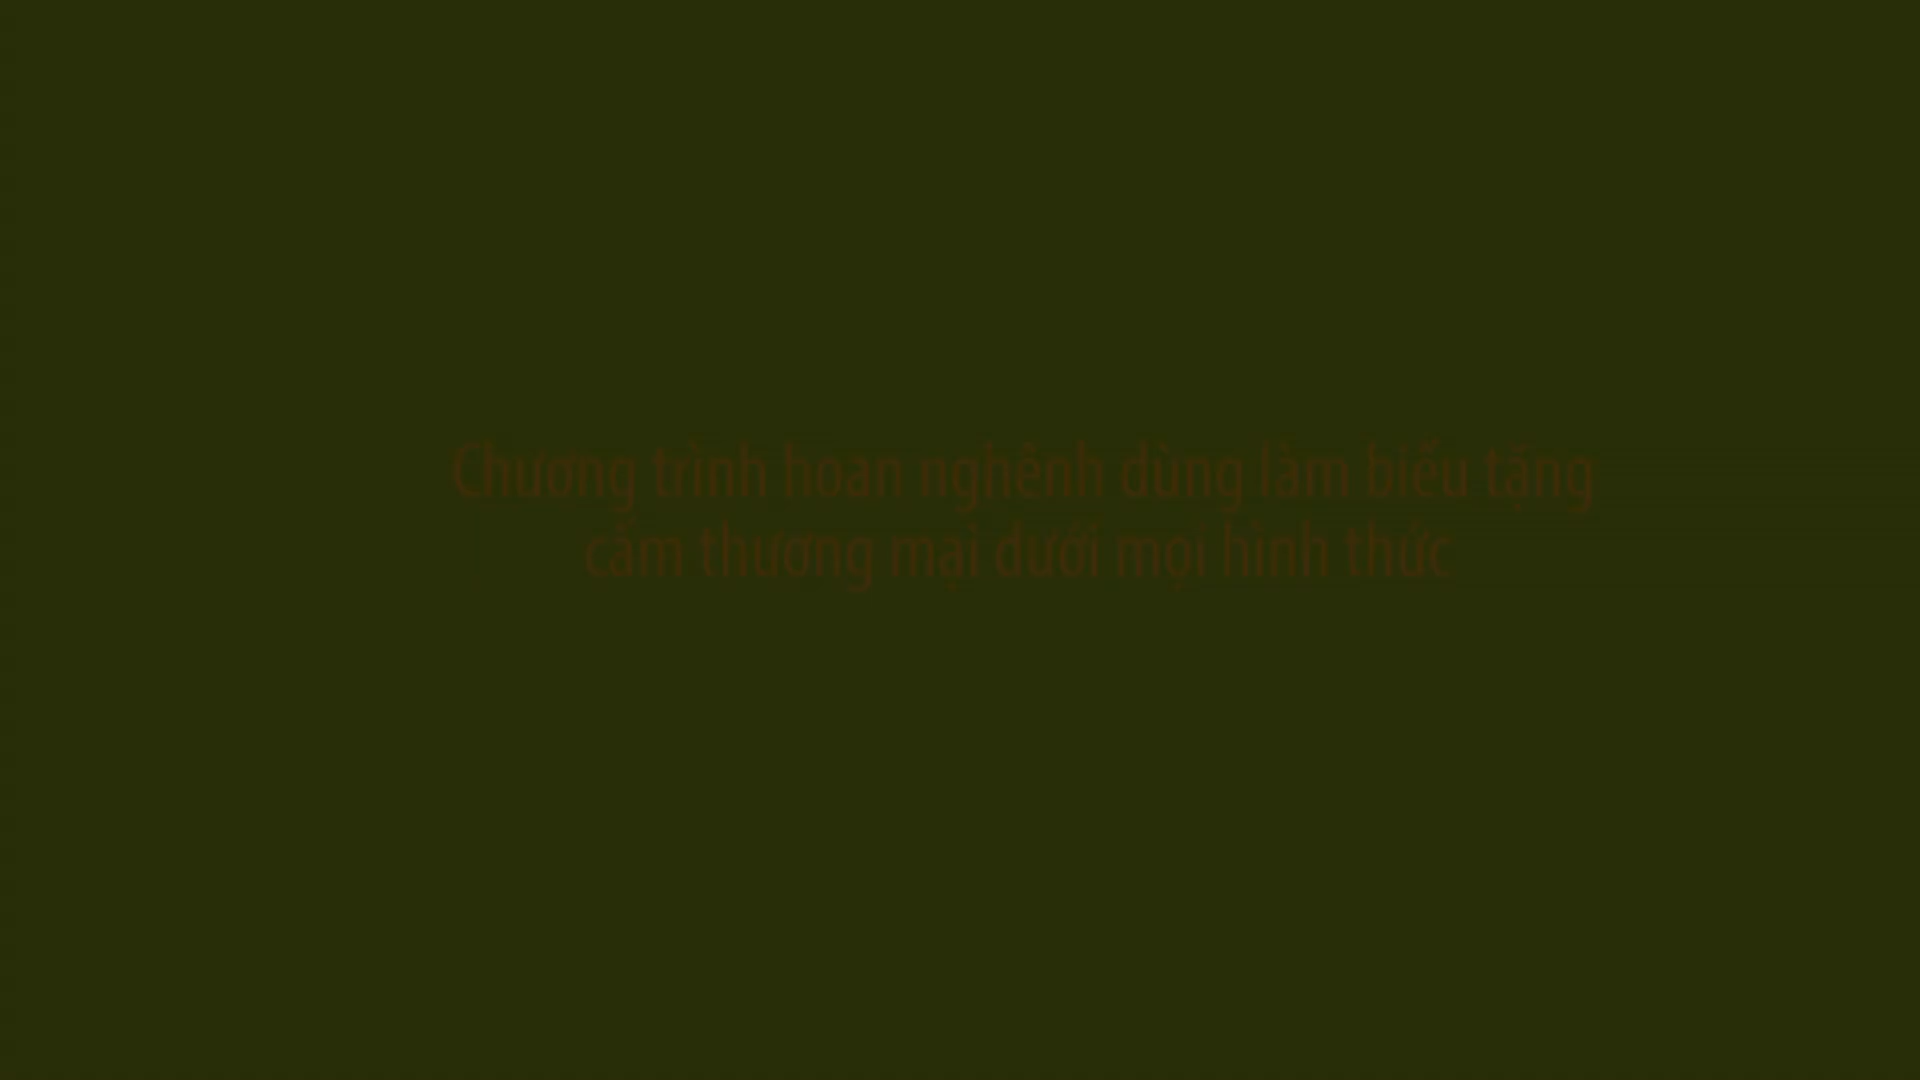 Chương trình hoan nghênh dùng làm biếu tặng
cấm thương mại dưới mọi hình thức